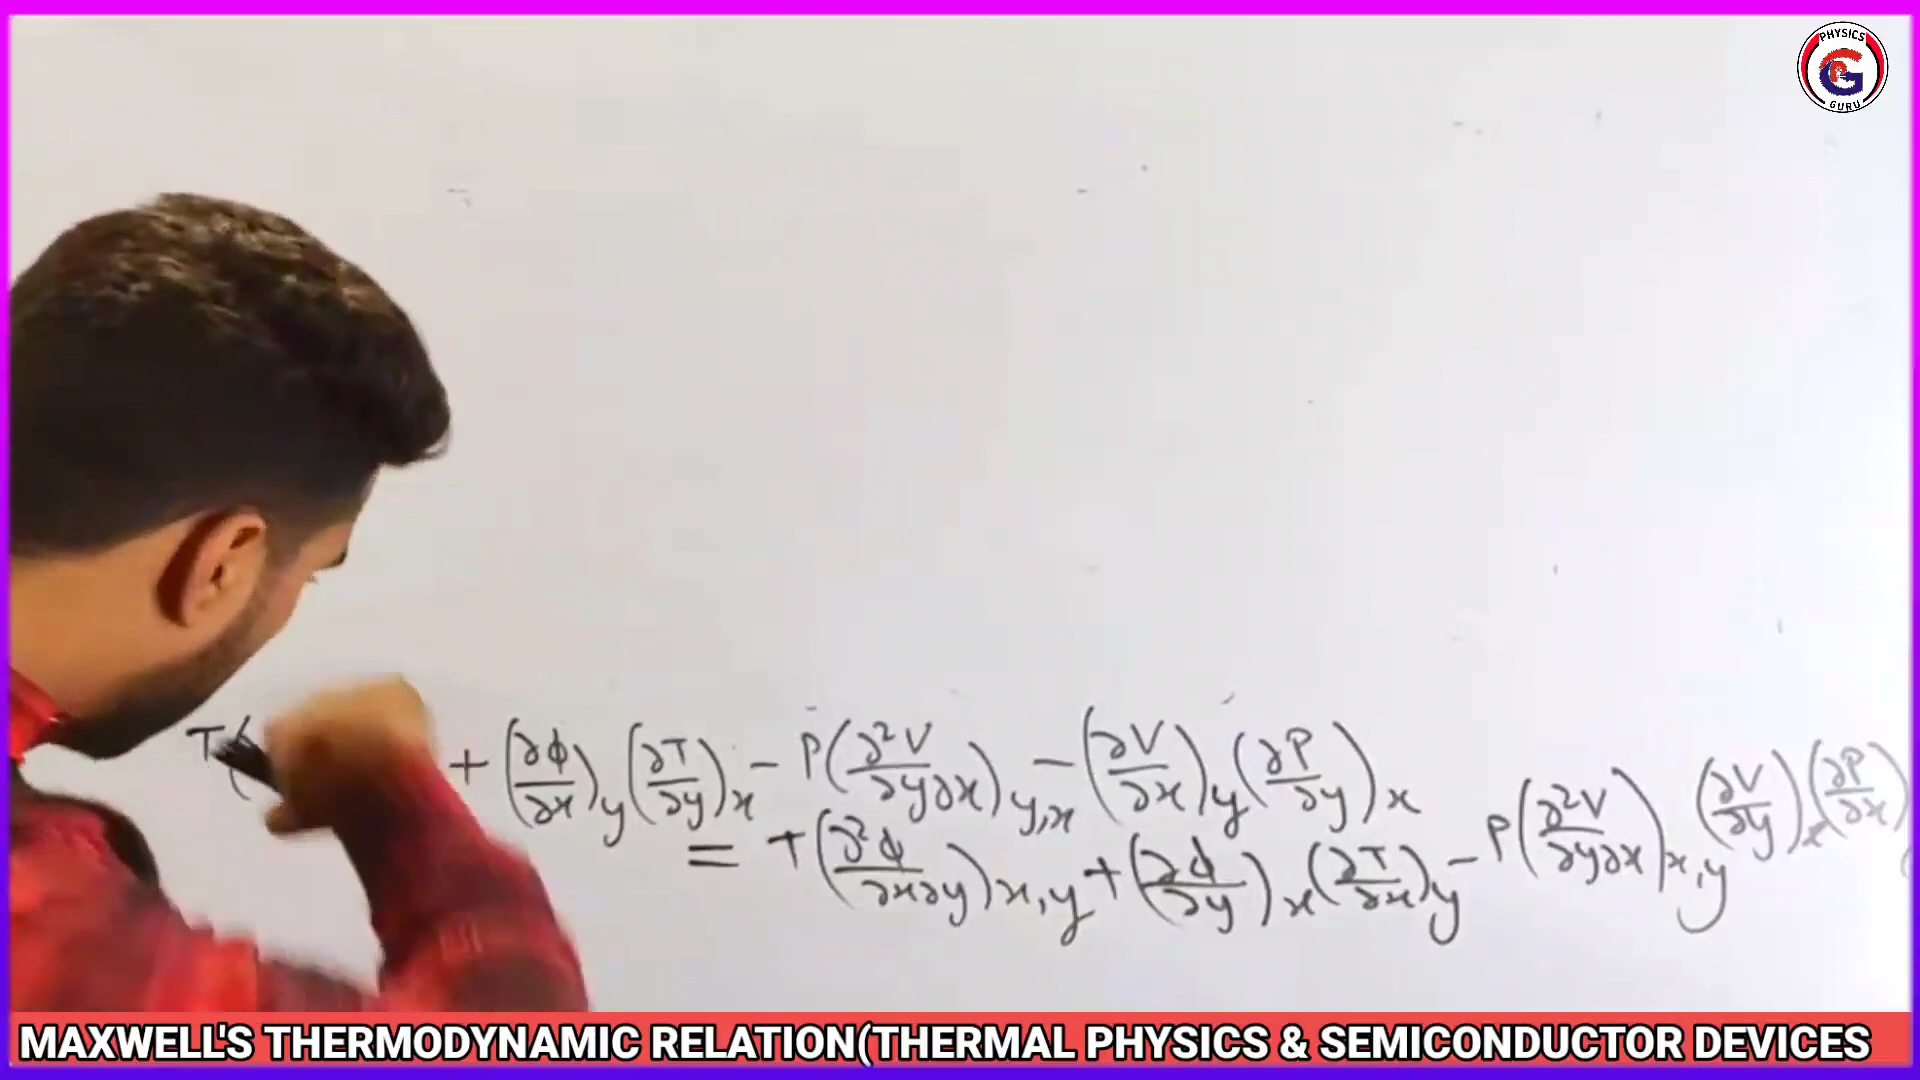 PHYSICS
GURU
T( + (∂ϕ/∂x)y (∂T/∂y)x - P(∂²V/∂y∂x)y,x - (∂V/∂x)y (∂P/∂y)x
= T(∂²ϕ/∂x∂y)x,y + (∂ϕ/∂y)x (∂T/∂x)y - P(∂²V/∂y∂x)x,y (∂V/∂y)x (∂P/∂x)
MAXWELL'S THERMODYNAMIC RELATION(THERMAL PHYSICS & SEMICONDUCTOR DEVICES